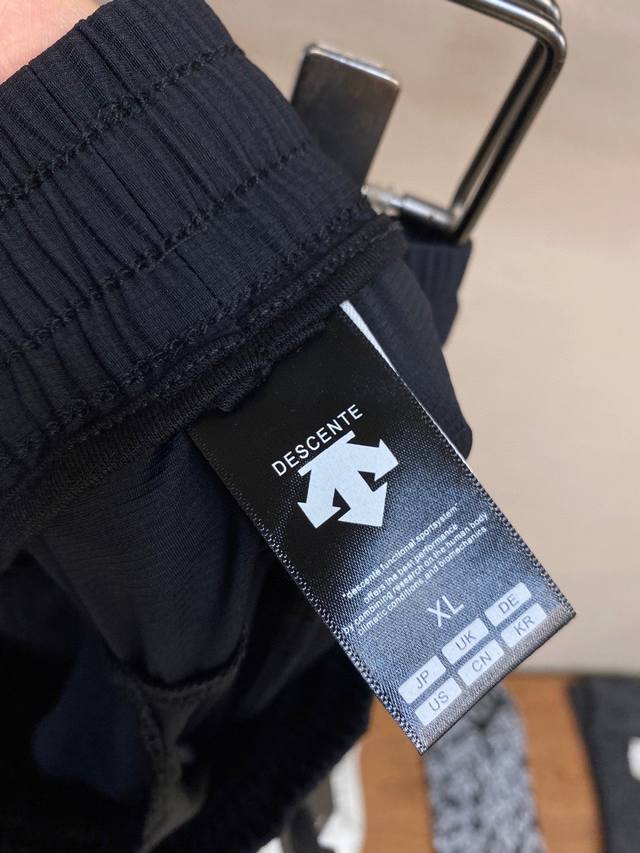 DESCENTE
"descente functional sportsystem"
offers the best performance
by combining research on the human body
climatic conditions, and biomachine
XL
JP UK DE
US CN KR